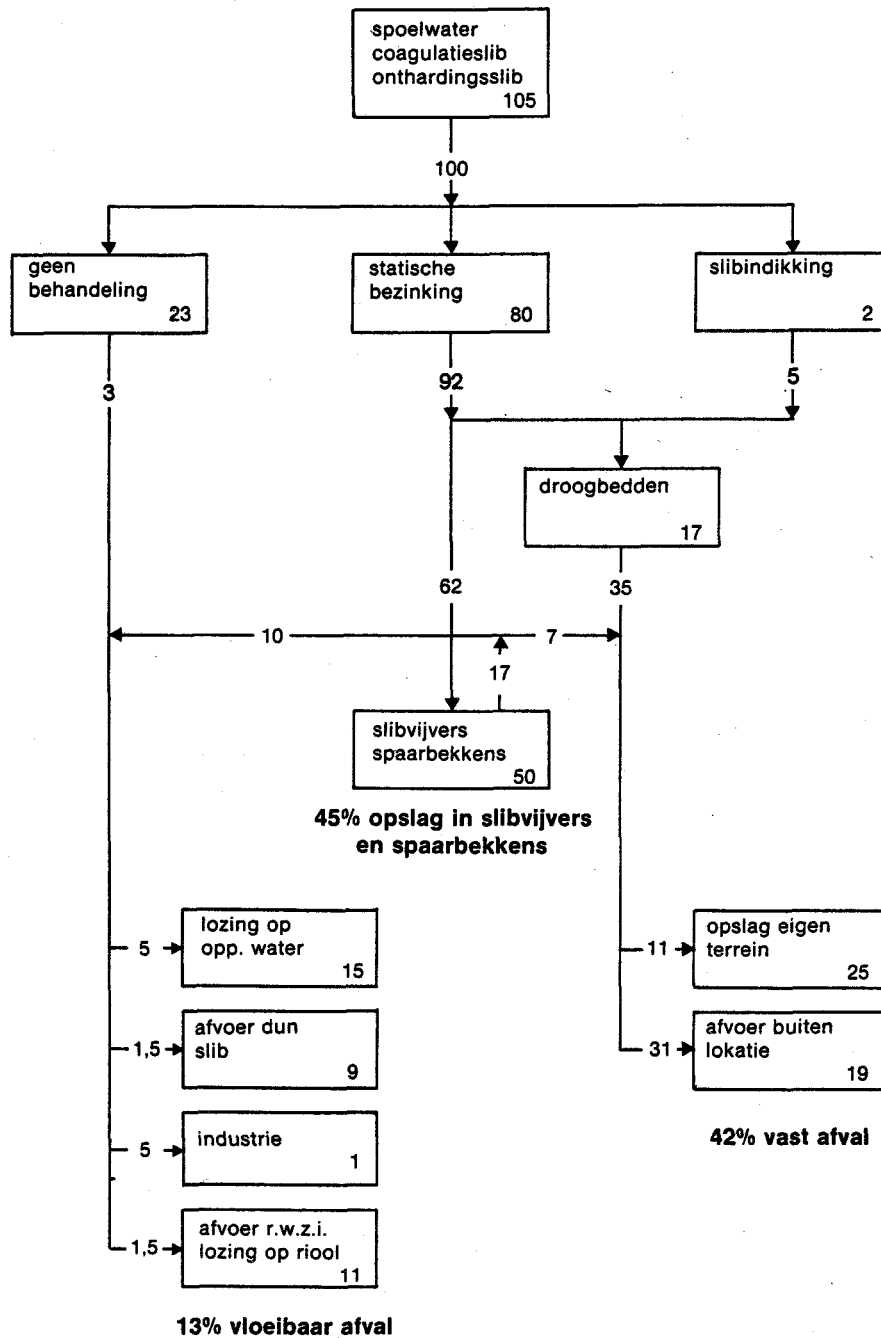 spoelwater
coagulatieslib
onthardingsslib
105
100
geen
behandeling
23
statische
bezinking
80
slibindikking
2
3
92
5
droogbedden
17
62
35
10
7
17
slibvijvers
spaarbekkens
50
45% opslag in slibvijvers
en spaarbekkens
5
lozing op
opp. water
15
11
opslag eigen
terrein
25
1,5
afvoer dun
slib
9
31
afvoer buiten
lokatie
19
5
industrie
1
42% vast afval
1,5
afvoer r.w.z.i.
lozing op riool
11
13% vloeibaar afval